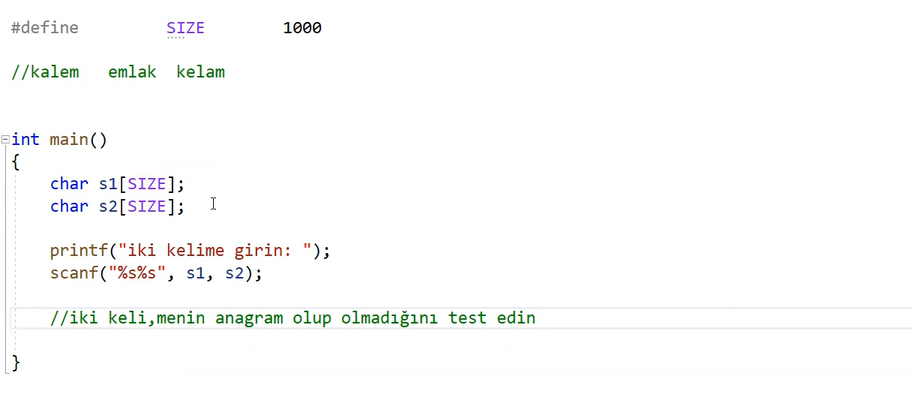 #define SIZE 1000
//kalem emlak kelam
int main()
{
char s1[SIZE];
char s2[SIZE];
printf("iki kelime girin: ");
scanf("%s%s", s1, s2);
//iki keli,menin anagram olup olmadığını test edin
}